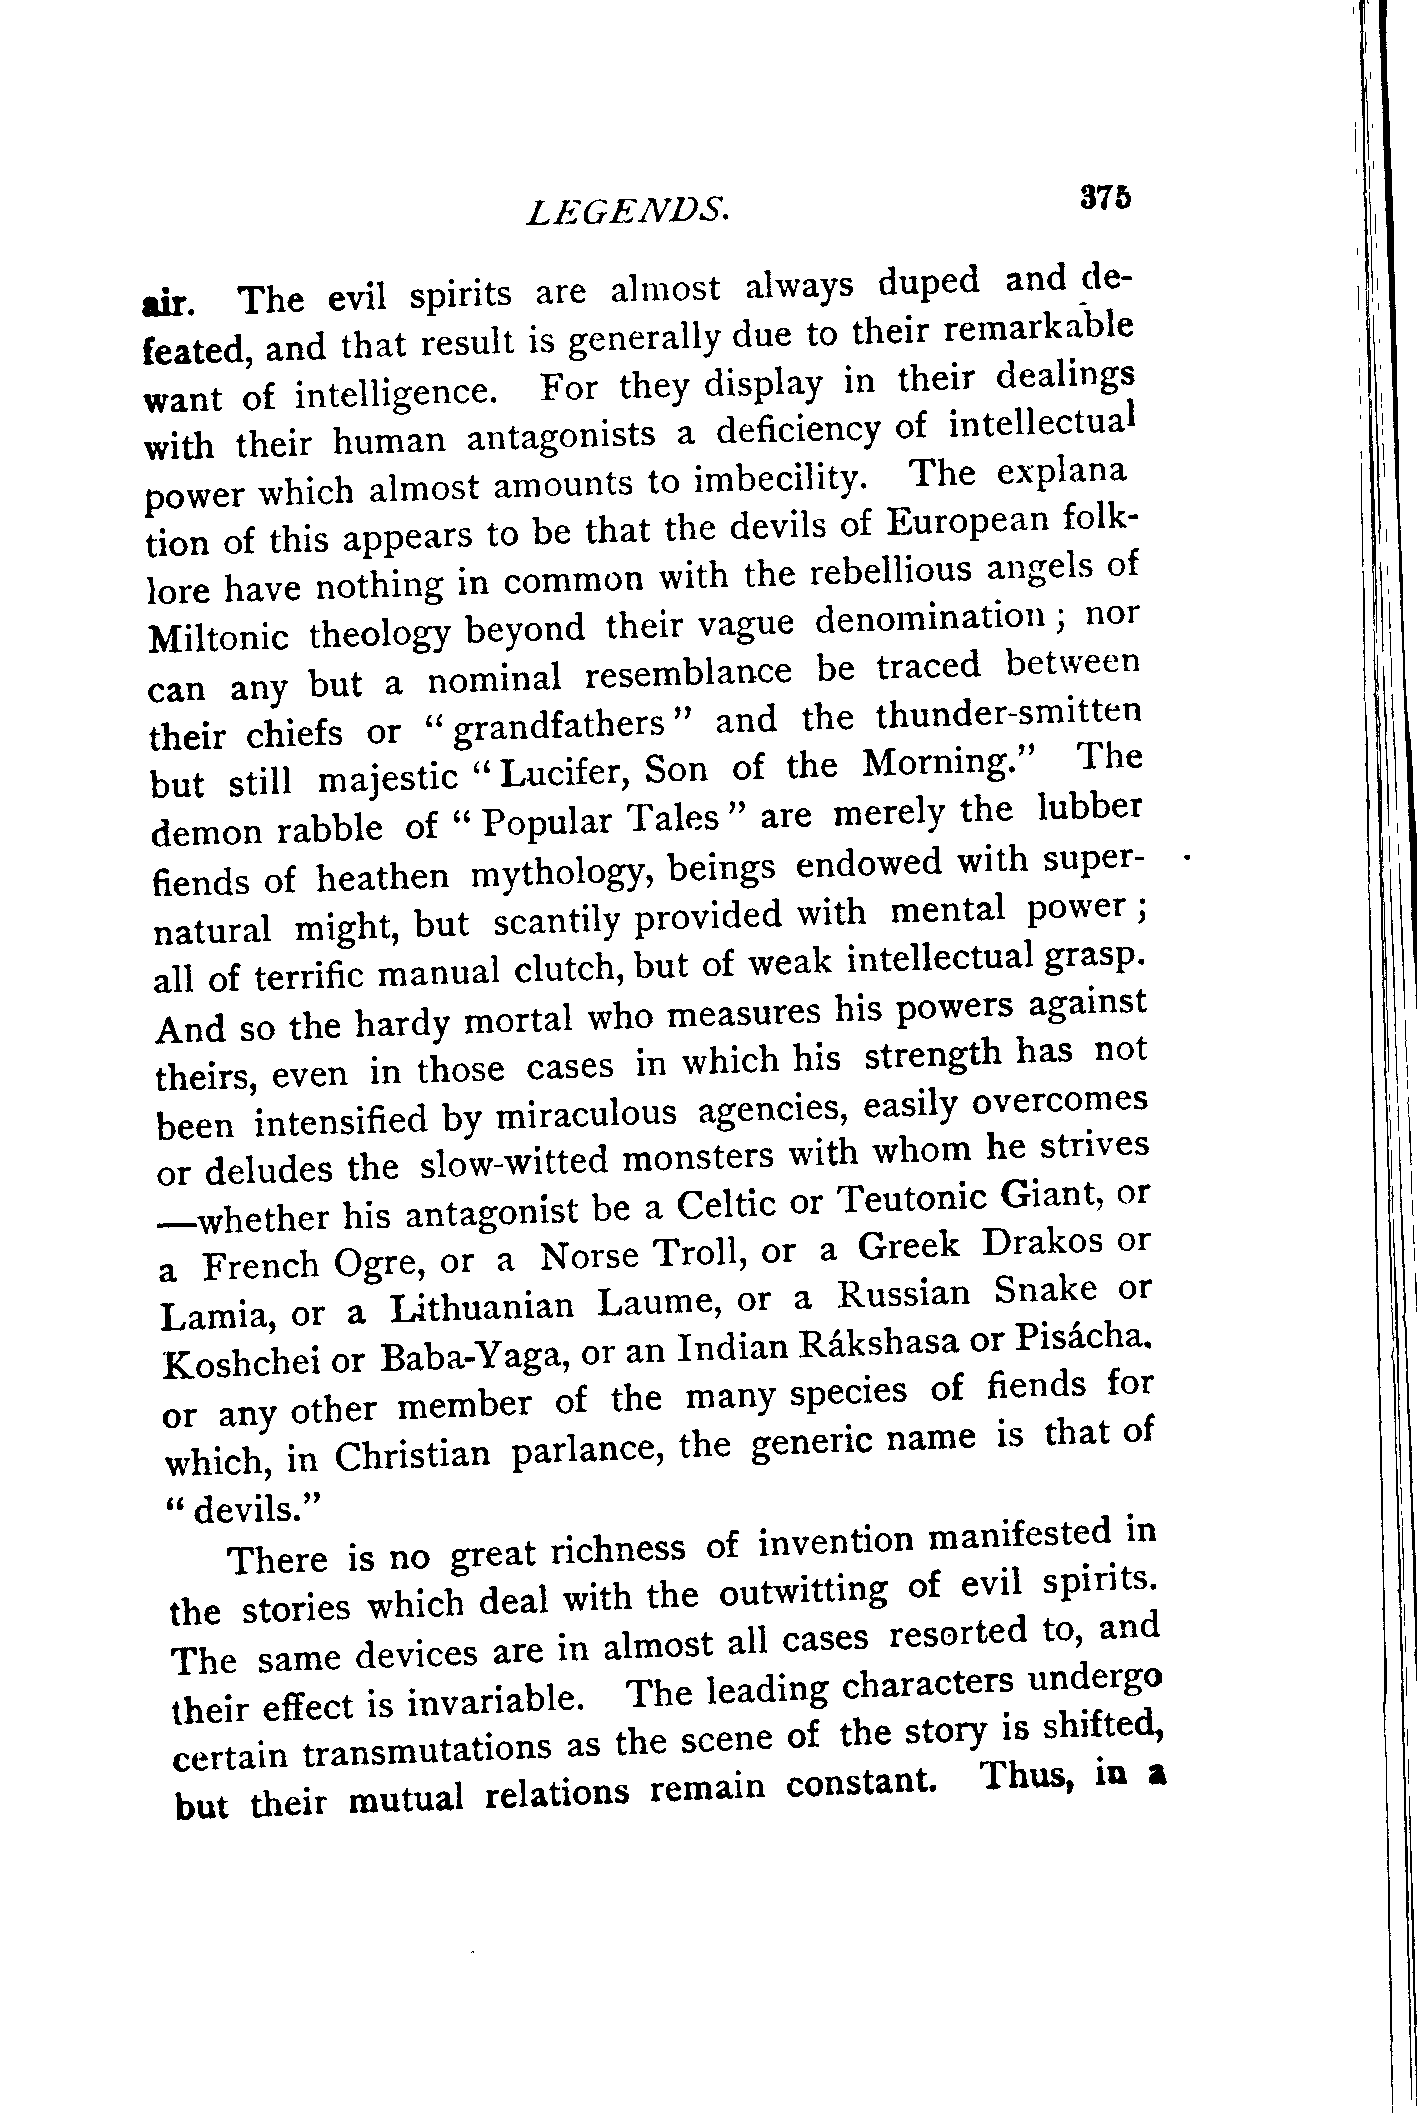 LEGENDS. 375
air. The evil spirits are almost always duped and de-
feated, and that result is generally due to their remarkable
want of intelligence. For they display in their dealings
with their human antagonists a deficiency of intellectual
power which almost amounts to imbecility. The explana
tion of this appears to be that the devils of European folk-
lore have nothing in common with the rebellious angels of
Miltonic theology beyond their vague denomination ; nor
can any but a nominal resemblance be traced between
their chiefs or “ grandfathers ” and the thunder-smitten
but still majestic “ Lucifer, Son of the Morning.” The
demon rabble of “ Popular Tales ” are merely the lubber
fiends of heathen mythology, beings endowed with super-
natural might, but scantily provided with mental power ;
all of terrific manual clutch, but of weak intellectual grasp.
And so the hardy mortal who measures his powers against
theirs, even in those cases in which his strength has not
been intensified by miraculous agencies, easily overcomes
or deludes the slow-witted monsters with whom he strives
—whether his antagonist be a Celtic or Teutonic Giant, or
a French Ogre, or a Norse Troll, or a Greek Drakos or
Lamia, or a Lithuanian Laume, or a Russian Snake or
Koshchei or Baba-Yaga, or an Indian Rákshasa or Pisácha.
or any other member of the many species of fiends for
which, in Christian parlance, the generic name is that of
“ devils.”
There is no great richness of invention manifested in
the stories which deal with the outwitting of evil spirits.
The same devices are in almost all cases resorted to, and
their effect is invariable. The leading characters undergo
certain transmutations as the scene of the story is shifted,
but their mutual relations remain constant. Thus, in a